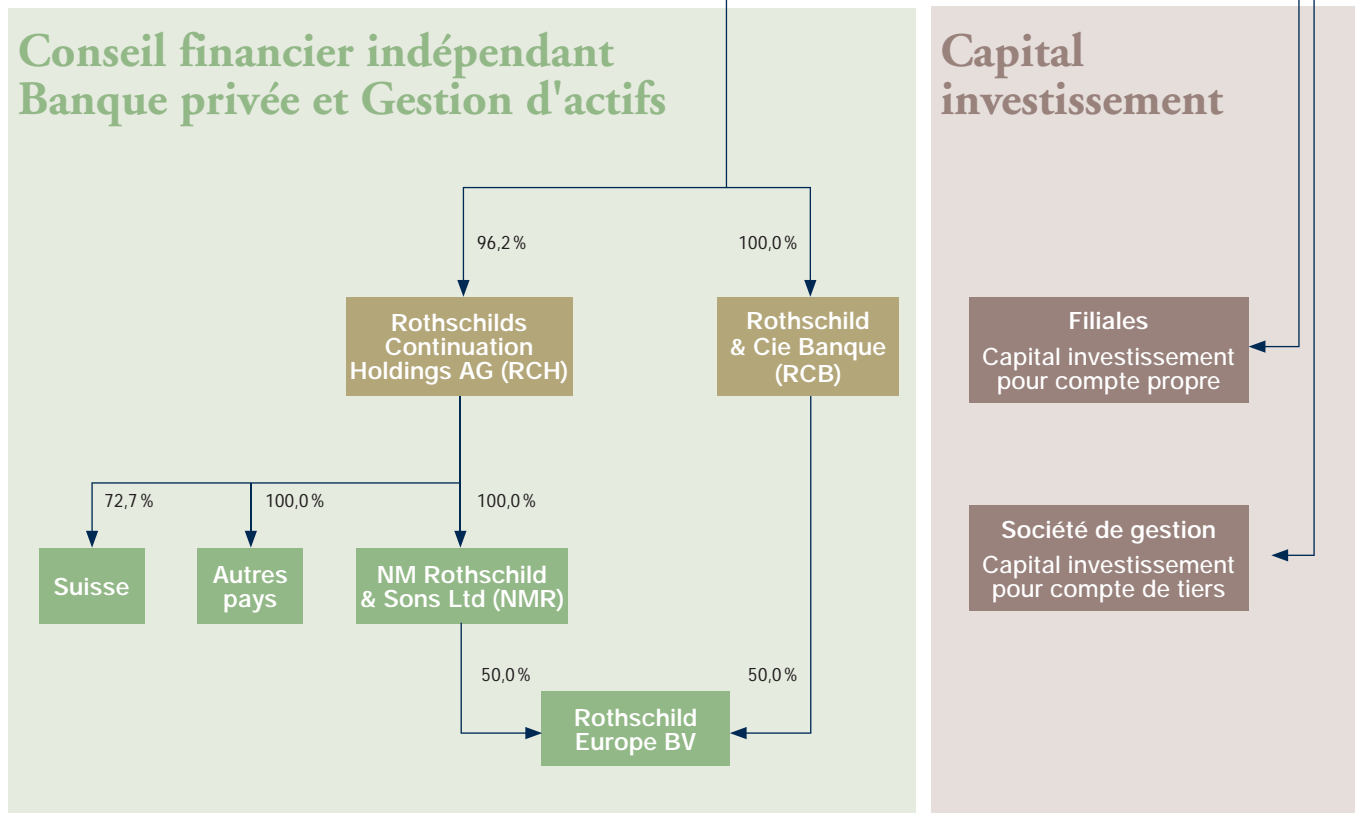 Conseil financier indépendant
Banque privée et Gestion d'actifs
96,2 %
100,0 %
Rothschilds
Continuation
Holdings AG (RCH)
Rothschild
& Cie Banque
(RCB)
72,7 %
100,0 %
100,0 %
Suisse
Autres
pays
NM Rothschild
& Sons Ltd (NMR)
50,0 %
50,0 %
Rothschild
Europe BV
Capital
investissement
Filiales
Capital investissement
pour compte propre
Société de gestion
Capital investissement
pour compte de tiers